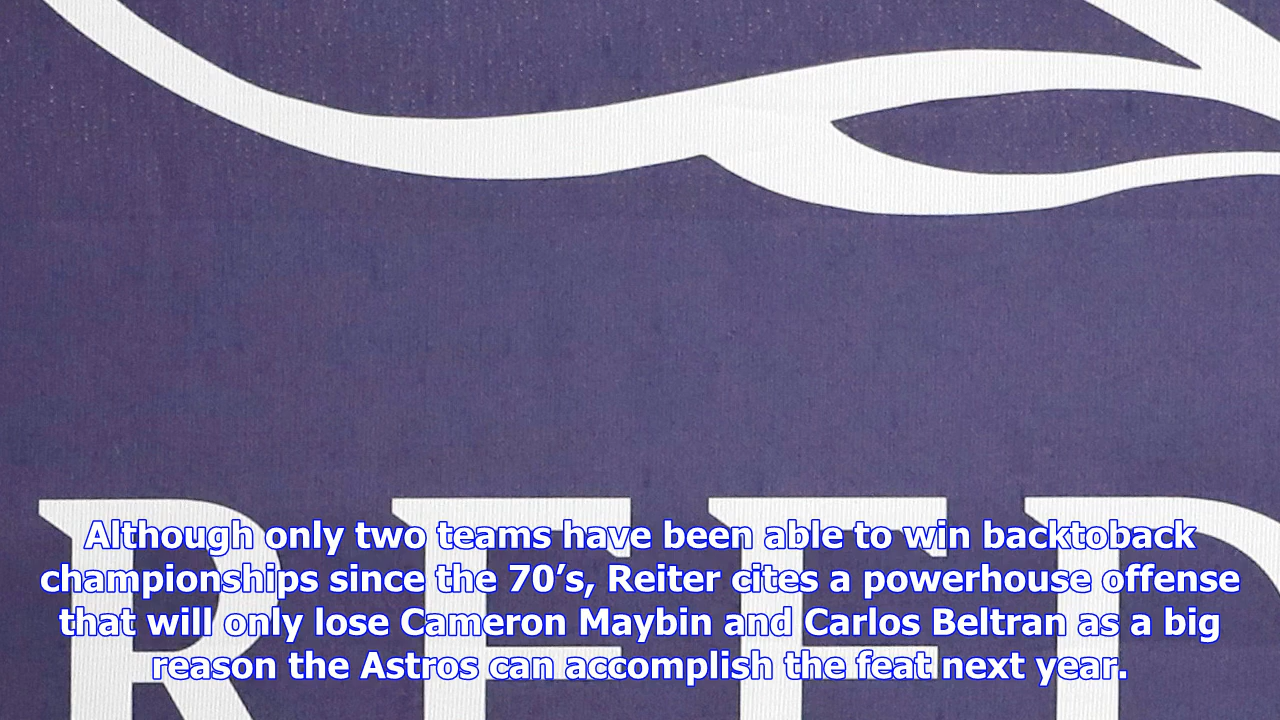 Although only two teams have been able to win backtoback
championships since the 70’s, Reiter cites a powerhouse offense
that will only lose Cameron Maybin and Carlos Beltran as a big
reason the Astros can accomplish the feat next year.